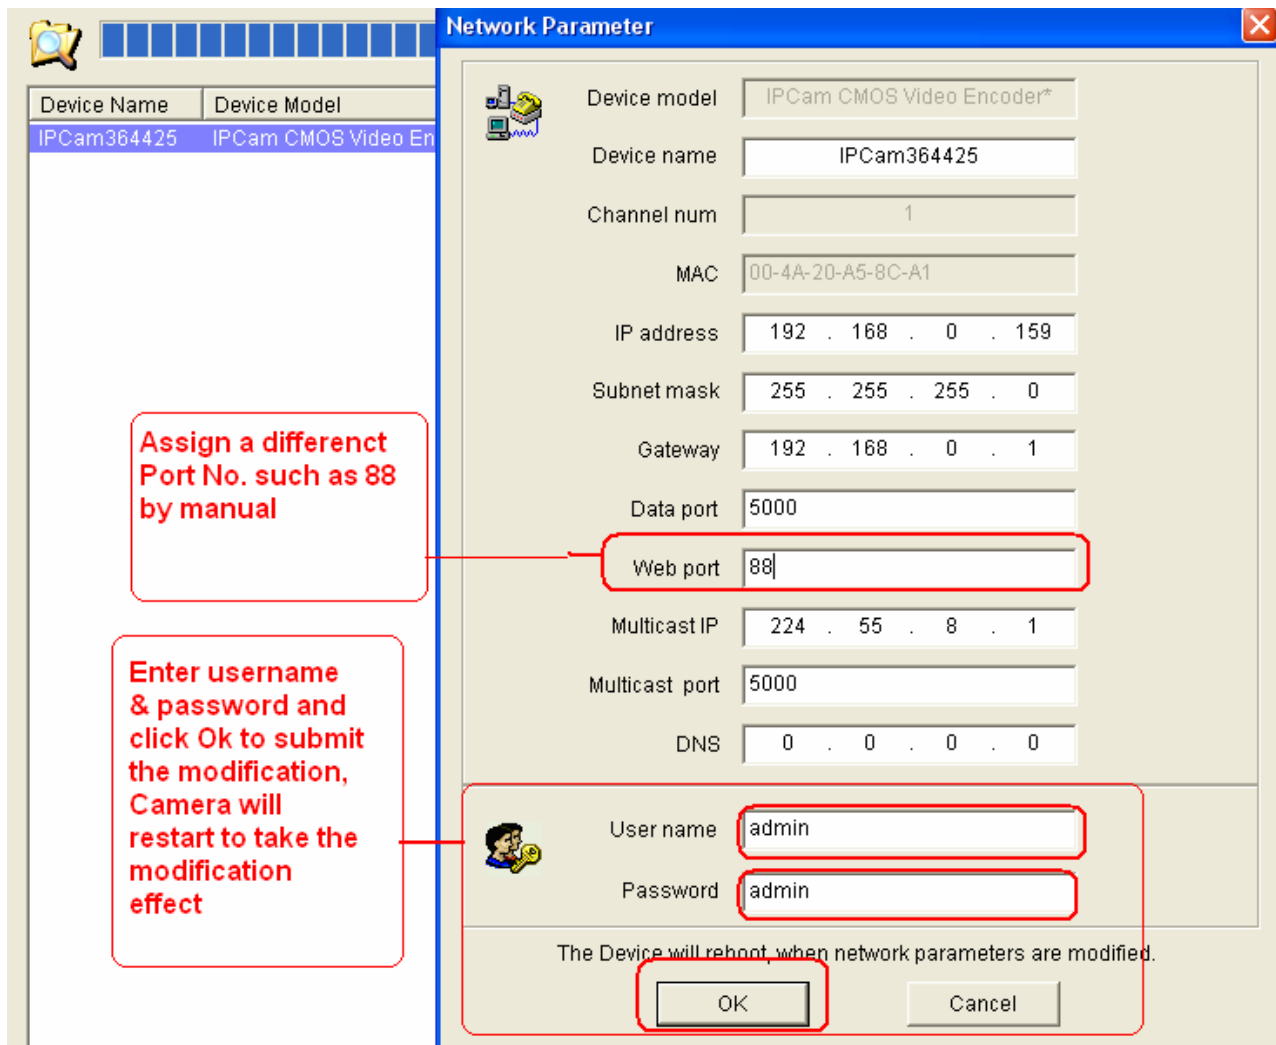 Network Parameter
Device Name Device Model
IPCam364425 IPCam CMOS Video En
Device model IPCam CMOS Video Encoder*
Device name IPCam364425
Channel num 1
MAC 00-4A-20-A5-8C-A1
IP address 192 . 168 . 0 . 159
Subnet mask 255 . 255 . 255 . 0
Gateway 192 . 168 . 0 . 1
Data port 5000
Web port 88
Multicast IP 224 . 55 . 8 . 1
Multicast port 5000
DNS 0 . 0 . 0 . 0
Assign a differenct
Port No. such as 88
by manual
Enter username
& password and
click Ok to submit
the modification,
Camera will
restart to take the
modification
effect
User name admin
Password admin
The Device will reboot, when network parameters are modified.
OK Cancel